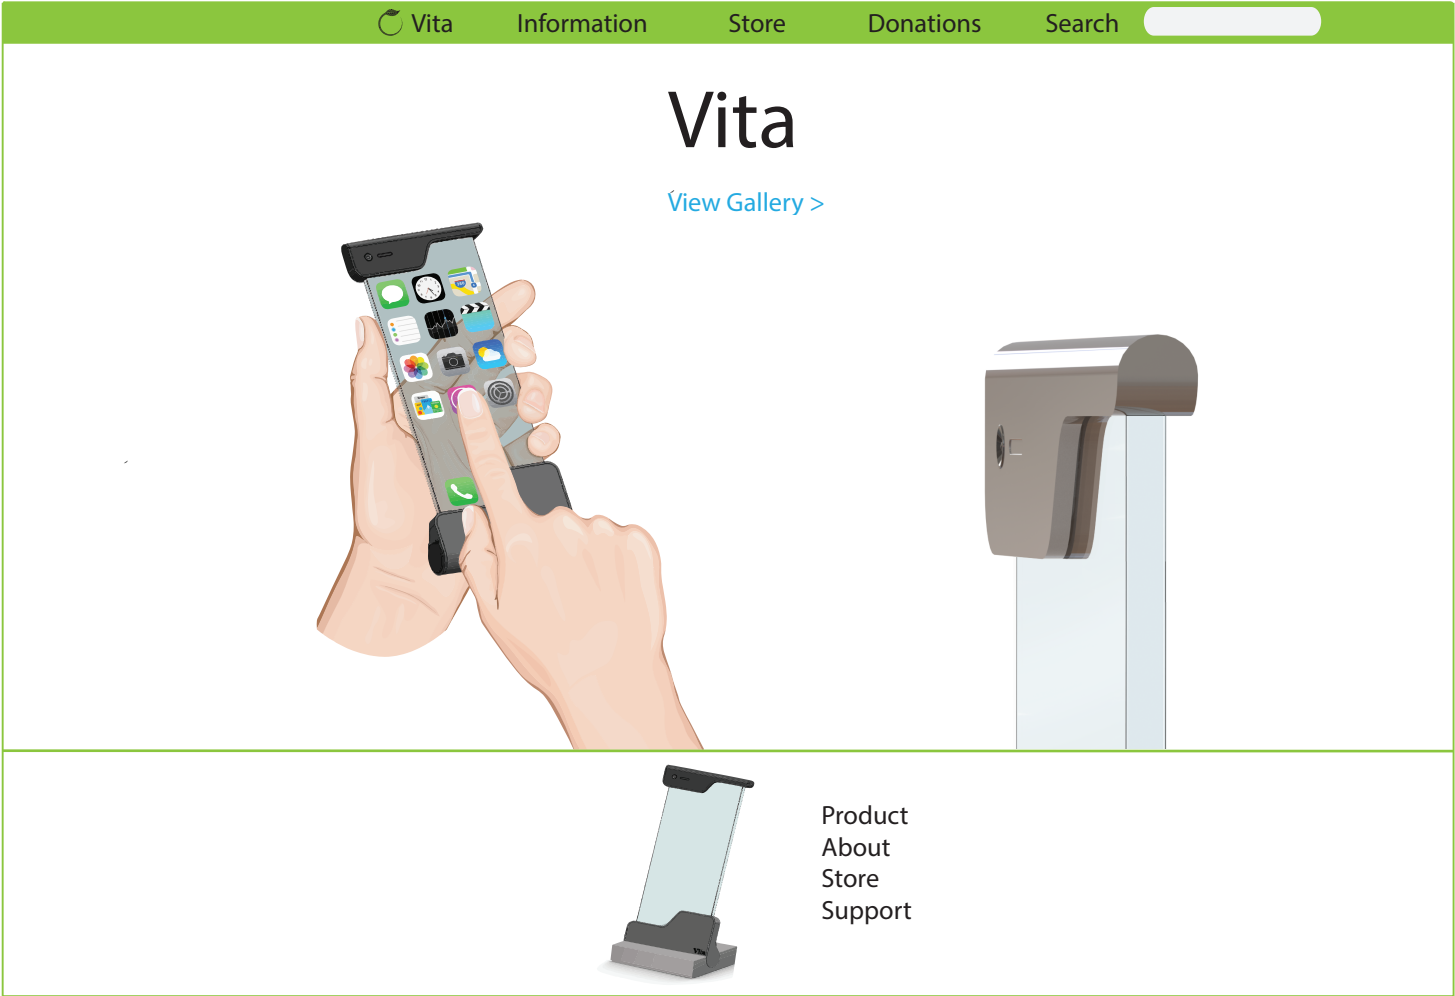 Vita Information Store Donations Search
Vita
View Gallery >
Product
About
Store
Support